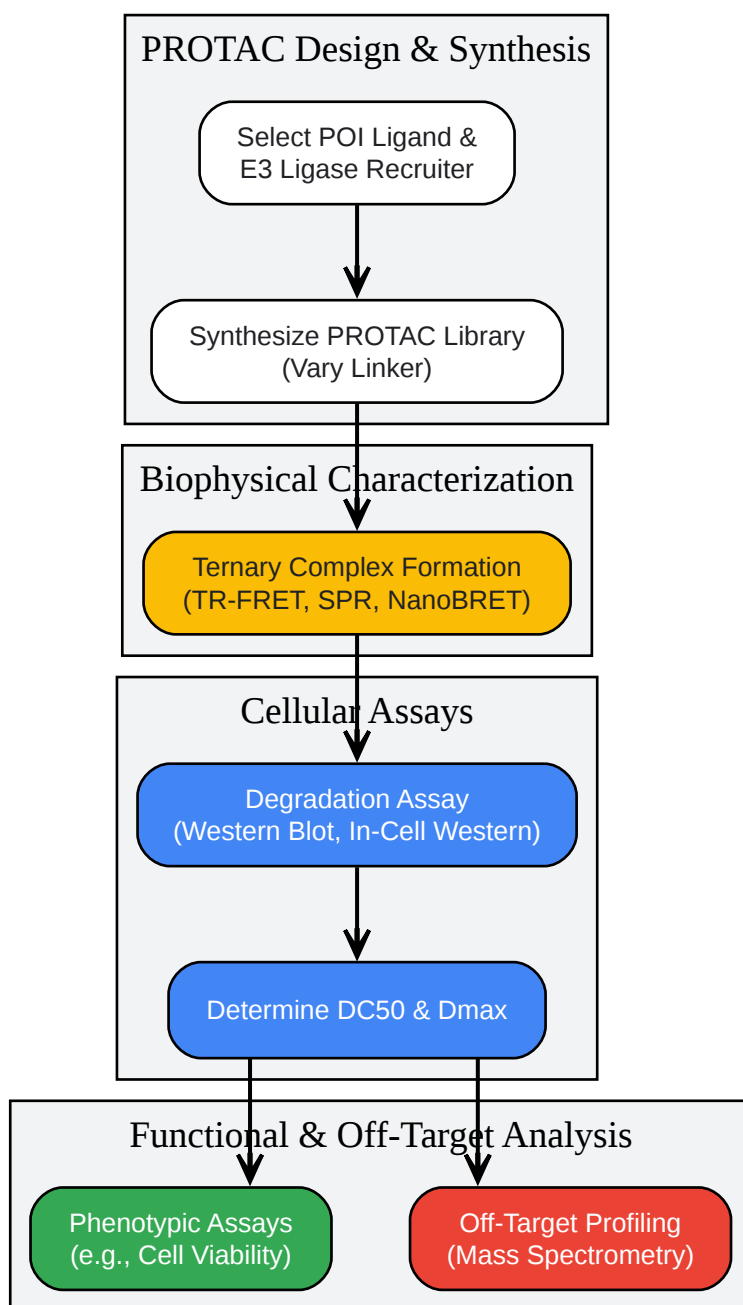 PROTAC Design & Synthesis
Select POI Ligand &
E3 Ligase Recruiter
Synthesize PROTAC Library
(Vary Linker)
Biophysical Characterization
Ternary Complex Formation
(TR-FRET, SPR, NanoBRET)
Cellular Assays
Degradation Assay
(Western Blot, In-Cell Western)
Determine DC50 & Dmax
Functional & Off-Target Analysis
Phenotypic Assays
(e.g., Cell Viability)
Off-Target Profiling
(Mass Spectrometry)